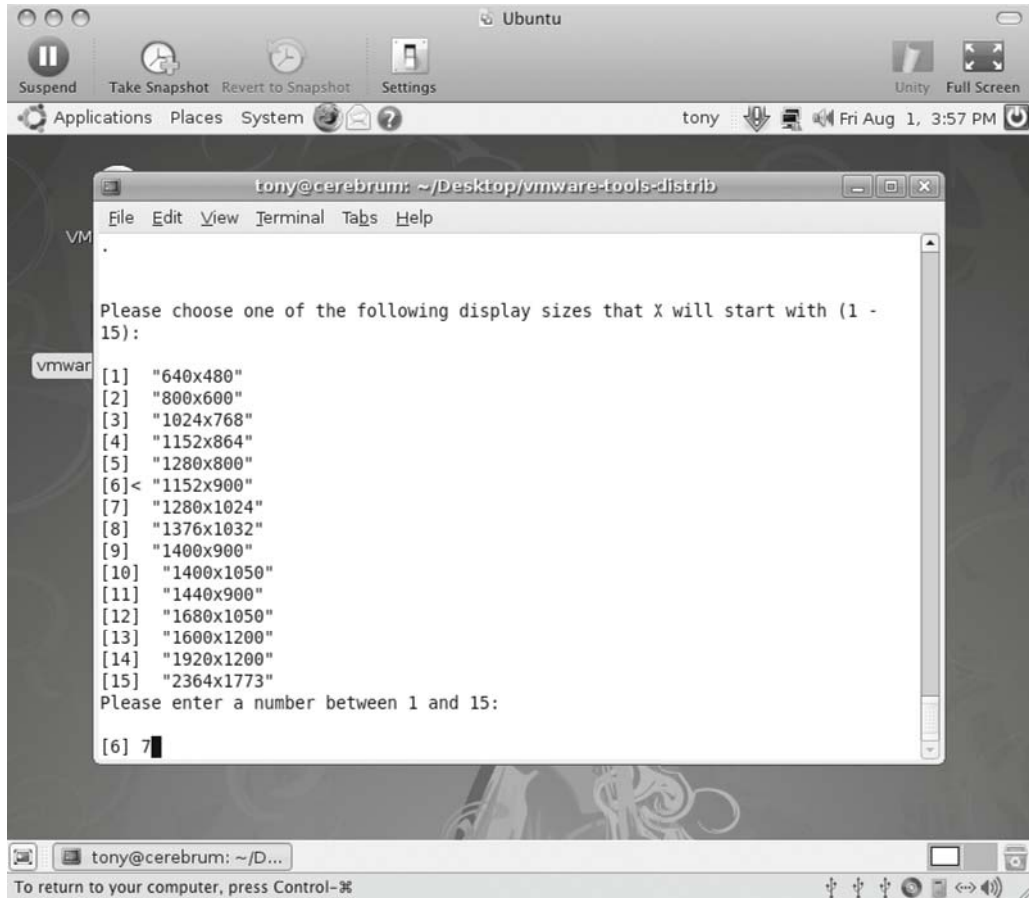 Ubuntu
Suspend Take Snapshot Revert to Snapshot Settings Unity Full Screen
Applications Places System tony Fri Aug 1, 3:57 PM
tony@cerebrum: ~/Desktop/vmware-tools-distrib
File Edit View Terminal Tabs Help
VM
.
Please choose one of the following display sizes that X will start with (1 -
15):
vmwar
[1] "640x480"
[2] "800x600"
[3] "1024x768"
[4] "1152x864"
[5] "1280x800"
[6]< "1152x900"
[7] "1280x1024"
[8] "1376x1032"
[9] "1400x900"
[10] "1400x1050"
[11] "1440x900"
[12] "1680x1050"
[13] "1600x1200"
[14] "1920x1200"
[15] "2364x1773"
Please enter a number between 1 and 15:
[6] 7
tony@cerebrum: ~/D...
To return to your computer, press Control-⌘